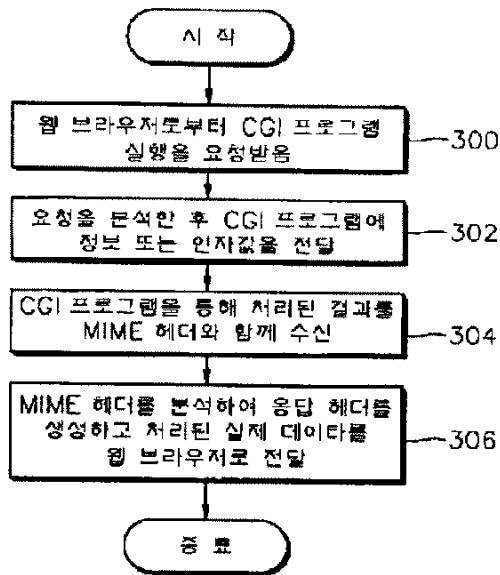 시 작
웹 브라우저로부터 CGI 프로그램
실행을 요청받음
300
요청을 분석한 후 CGI 프로그램에
정보 또는 인자값을 전달
302
CGI 프로그램을 통해 처리된 결과를
MIME 헤더와 함께 수신
304
MIME 헤더를 분석하여 응답 헤더를
생성하고 처리된 실제 데이타를
웹 브라우저로 전달
306
종 료